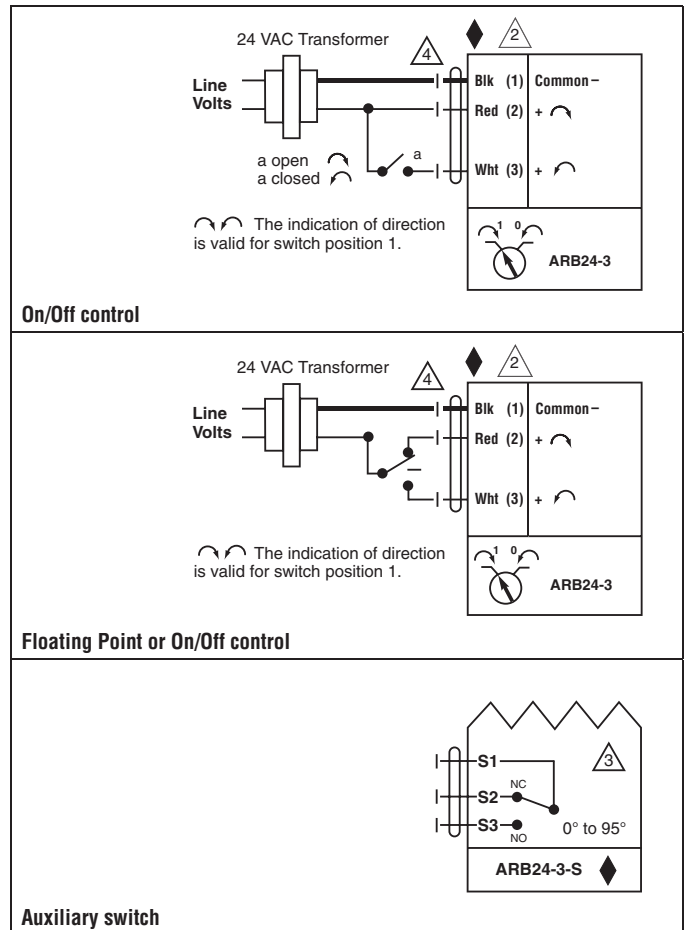 24 VAC Transformer
4
2
Line
Volts
Blk (1) Common –
Red (2) +
a
a open
a closed
Wht (3) +
The indication of direction
is valid for switch position 1.
1 0
ARB24-3
On/Off control
24 VAC Transformer
4
2
Line
Volts
Blk (1) Common –
Red (2) +
Wht (3) +
The indication of direction
is valid for switch position 1.
1 0
ARB24-3
Floating Point or On/Off control
3
S1
S2 NC
S3 NO
0° to 95°
ARB24-3-S
Auxiliary switch